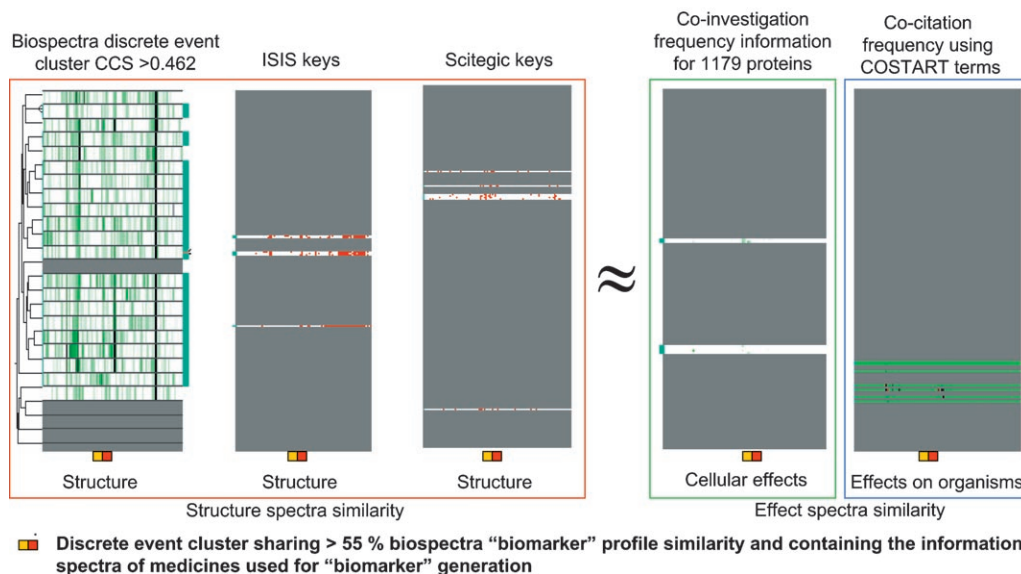 Biospectra discrete event
cluster CCS >0.462
ISIS keys
Scitegic keys
Co-investigation
frequency information
for 1179 proteins
Co-citation
frequency using
COSTART terms
≈
Structure
Structure
Structure
Cellular effects
Effects on organisms
Structure spectra similarity
Effect spectra similarity
Discrete event cluster sharing > 55 % biospectra “biomarker” profile similarity and containing the information
spectra of medicines used for “biomarker” generation